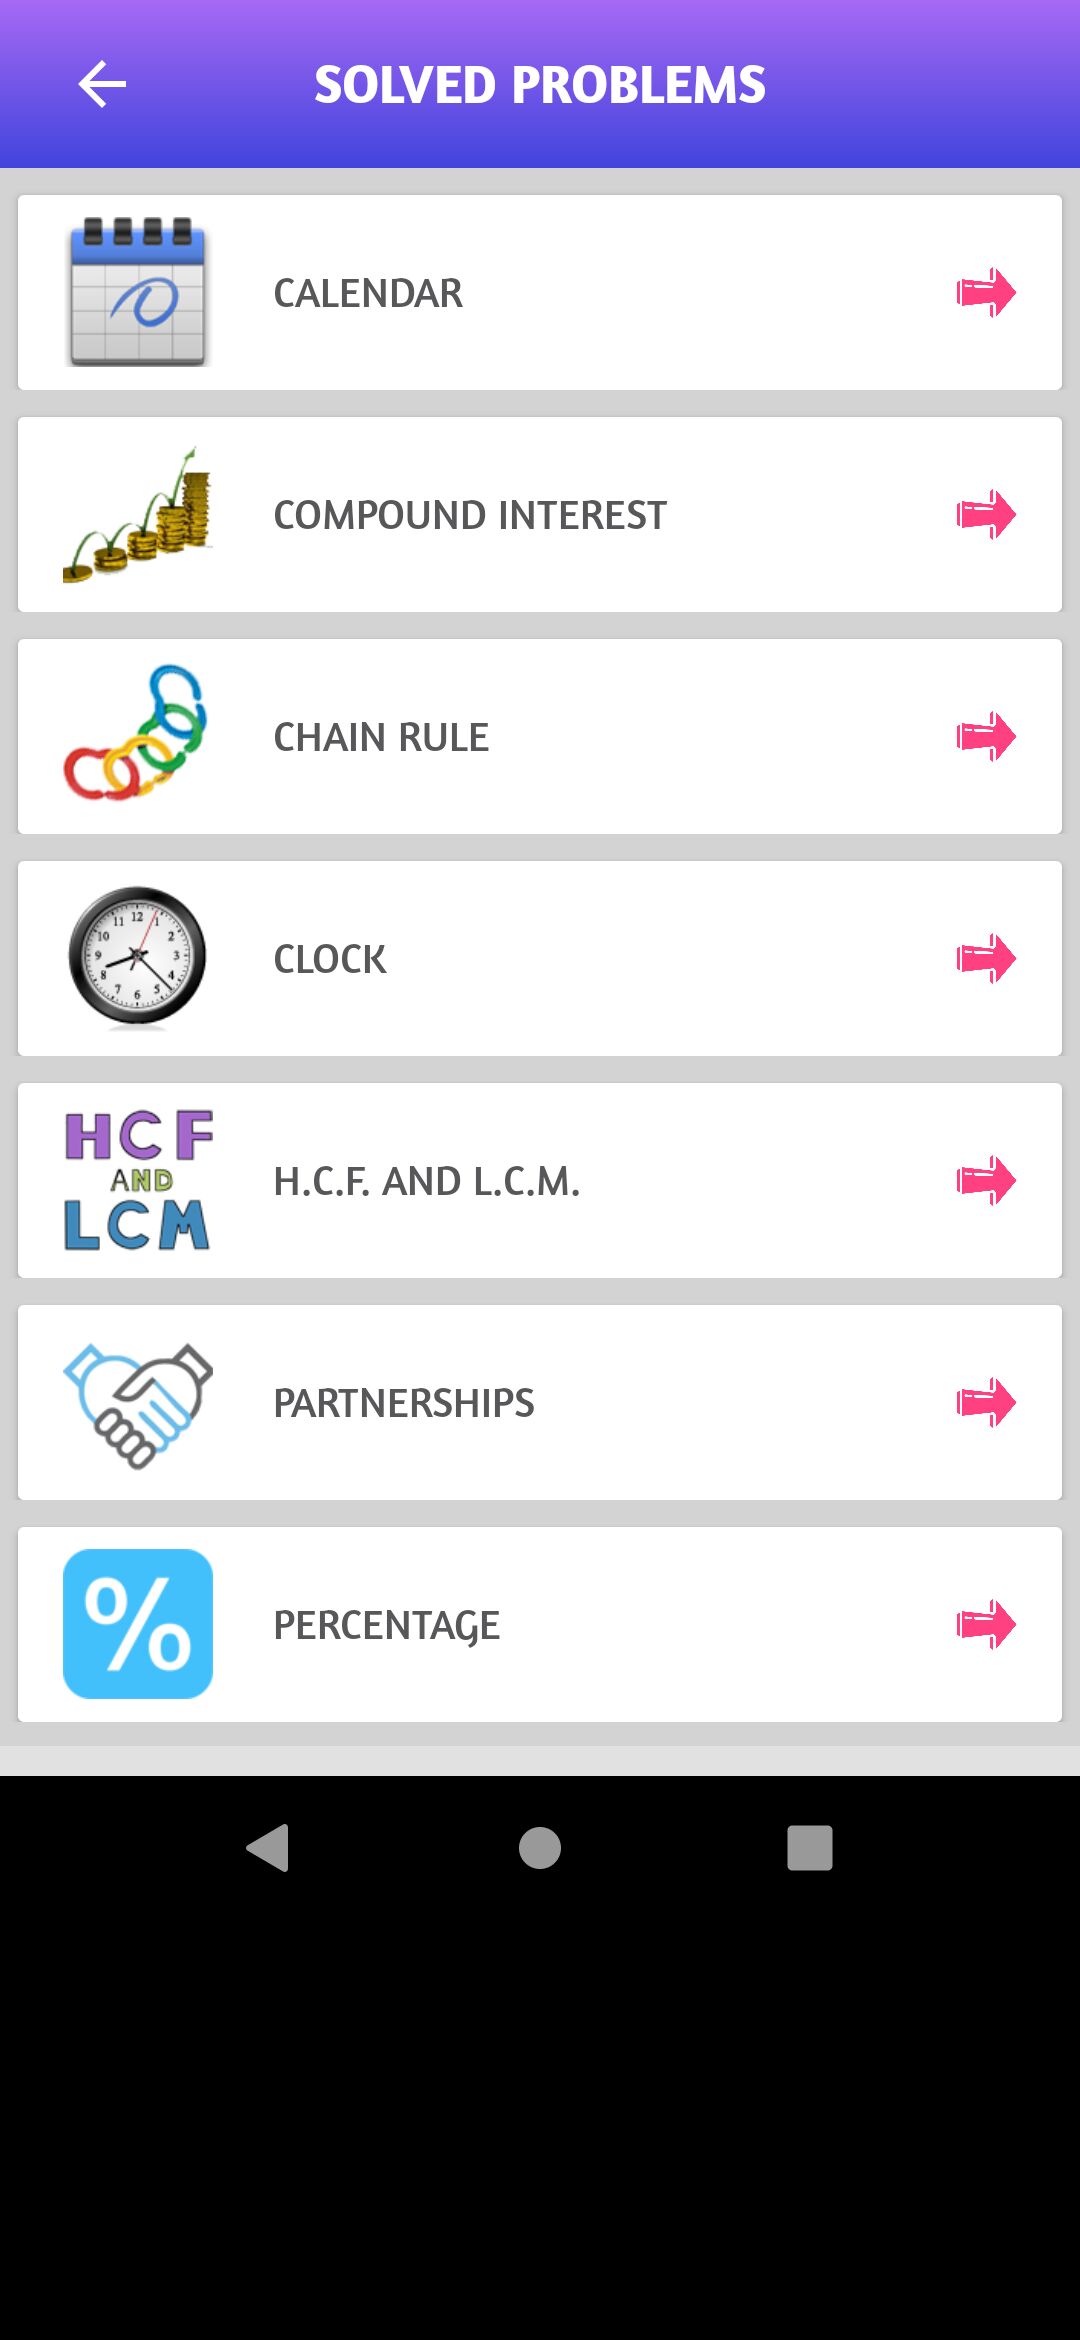 SOLVED PROBLEMS
CALENDAR
COMPOUND INTEREST
CHAIN RULE
12
11 1
10 2
9 3
8 4
7 5
6
CLOCK
HCF
AND
LCM
H.C.F. AND L.C.M.
PARTNERSHIPS
%
PERCENTAGE